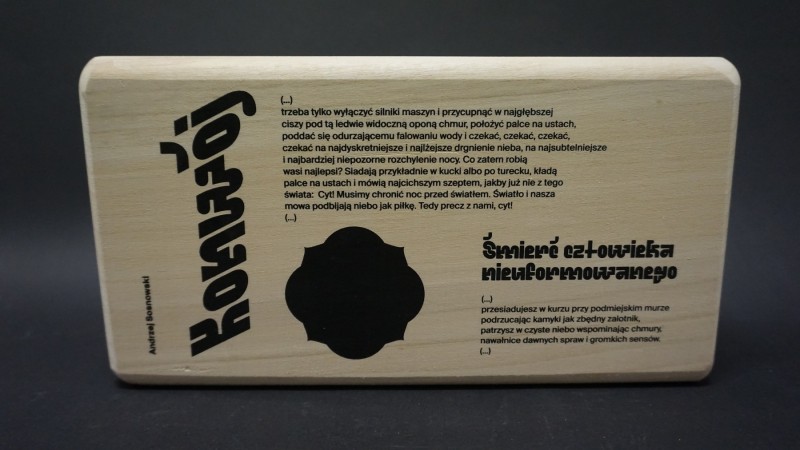 Andrzej Sosnowski
Konwój
(...)
trzeba tylko wyłączyć silniki maszyn i przycupnąć w najgłębszej
ciszy pod tą ledwie widoczną oponą chmur, położyć palce na ustach,
poddać się odurzającemu falowaniu wody i czekać, czekać, czekać,
czekać na najdyskretniejsze i najlżejsze drgnienie nieba, na najsubtelniejsze
i najbardziej niepozorne rozchylenie nocy. Co zatem robią
wasi najlepsi? Siadają przykładnie w kucki albo po turecku, kładą
palce na ustach i mówią najcichszym szeptem, jakby już nie z tego
świata: Cyt! Musimy chronić noc przed światłem. Światło i nasza
mowa podbijają niebo jak piłkę. Tedy precz z nami, cyt!
(...)
Śmierć człowieka
nieuformowanego
(...)
przesiadujesz w kurzu przy podmiejskim murze
podrzucając kamyki jak zbędny zalotnik,
patrzysz w czyste niebo wspominając chmury,
nawałnice dawnych spraw i gromkich sensów.
(...)